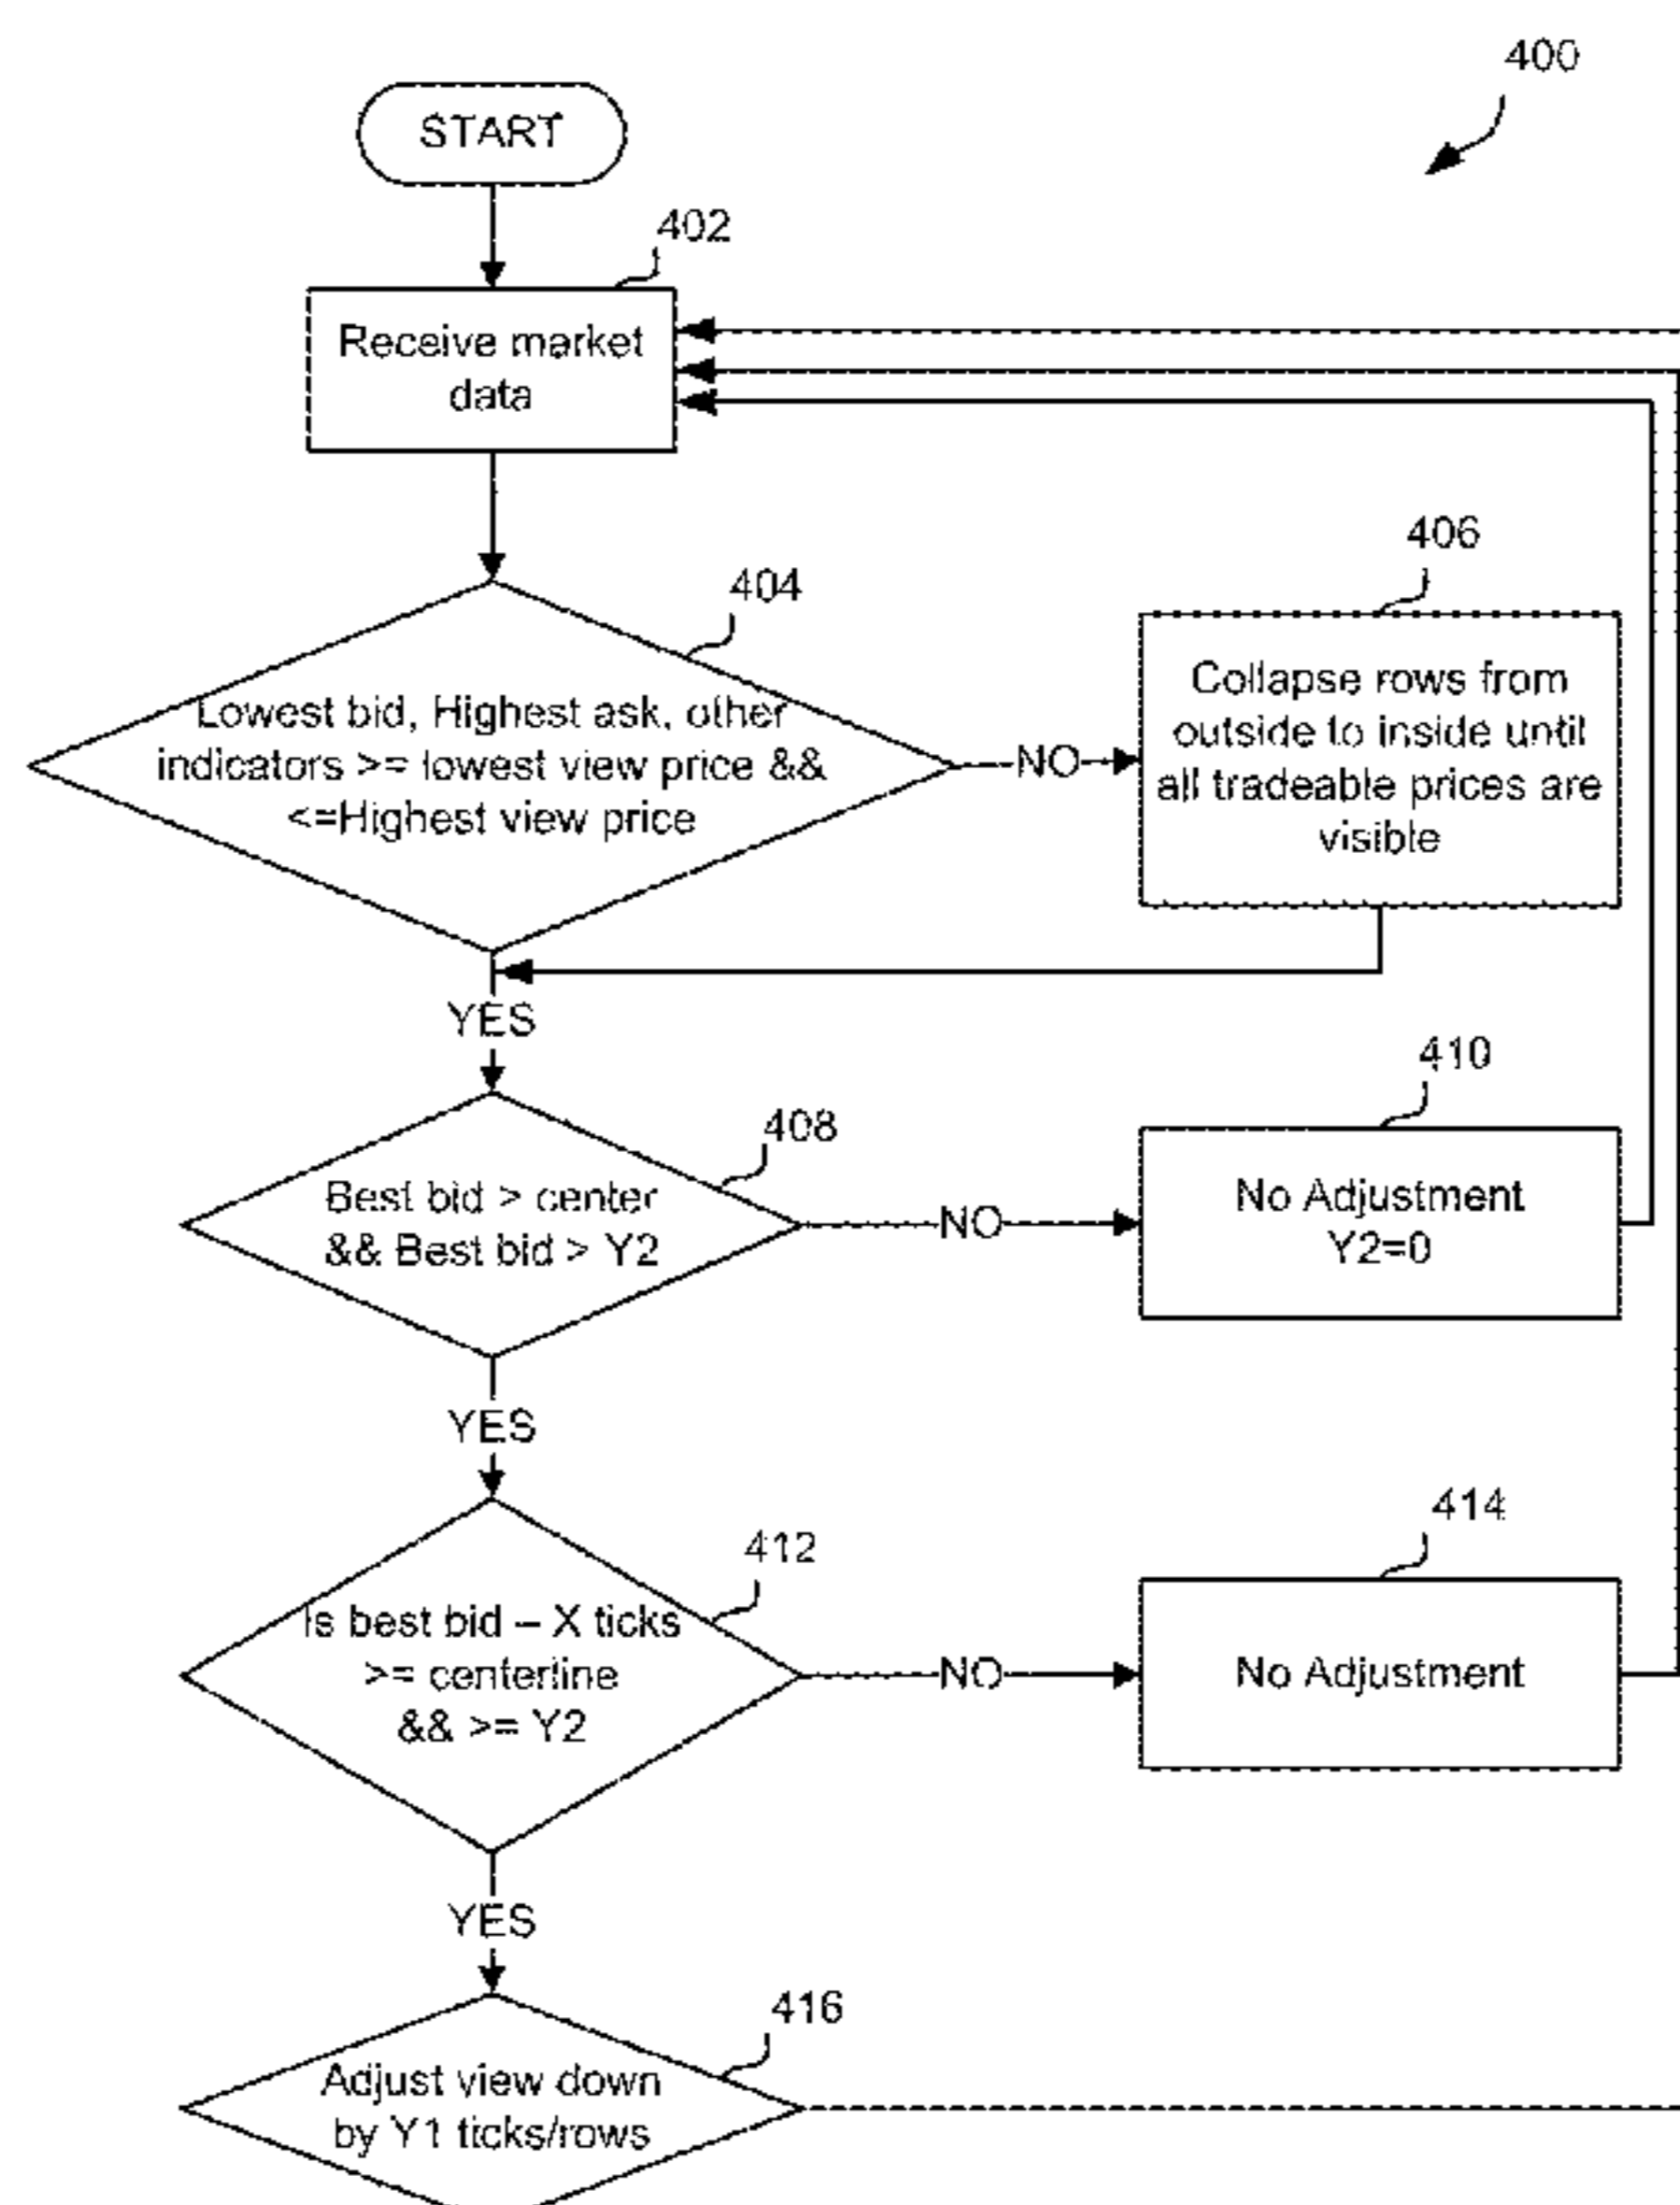 400
START
402
Receive market
data
404
Lowest bid, Highest ask, other
indicators >= lowest view price &&
<=Highest view price
NO
406
Collapse rows from
outside to inside until
all tradeable prices are
visible
YES
408
Best bid > center
&& Best bid > Y2
NO
410
No Adjustment
Y2=0
YES
412
Is best bid – X ticks
>= centerline
&& >= Y2
NO
414
No Adjustment
YES
416
Adjust view down
by Y1 ticks/rows